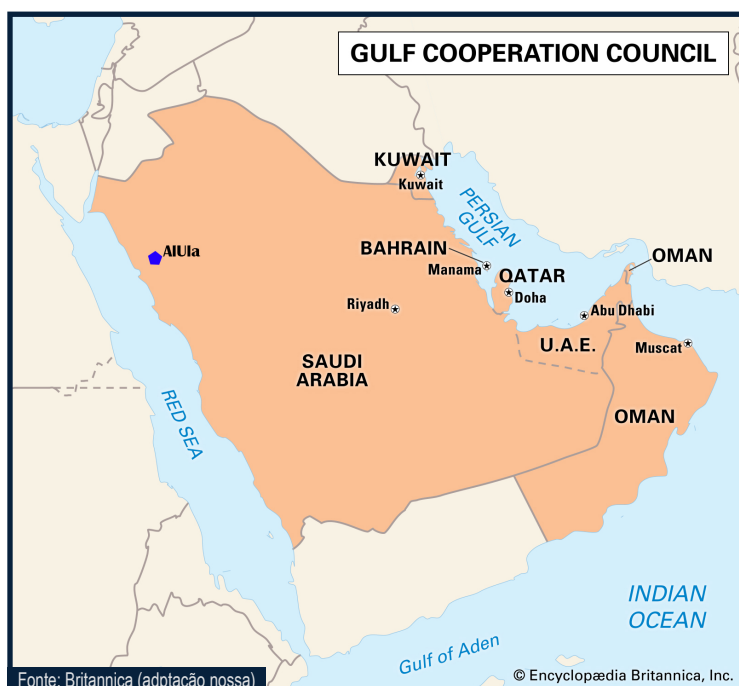 GULF COOPERATION COUNCIL
KUWAIT
Kuwait
PERSIAN
GULF
AlUla
BAHRAIN
Manama
QATAR
Doha
OMAN
Riyadh
Abu Dhabi
U.A.E.
Muscat
SAUDI
ARABIA
RED SEA
OMAN
INDIAN
OCEAN
Gulf of Aden
Fonte: Britannica (adptação nossa)
© Encyclopædia Britannica, Inc.